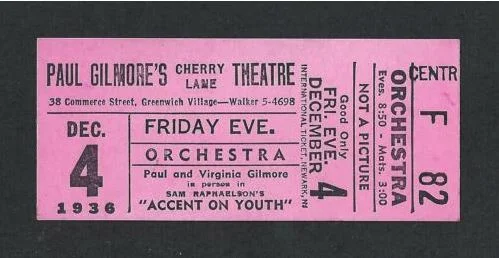 PAUL GILMORE'S CHERRY LANE THEATRE
38 Commerce Street, Greenwich Village—Walker 5-4698
DEC.
4
1936
FRIDAY EVE.
ORCHESTRA
Paul and Virginia Gilmore
in person in
SAM RAPHAELSON'S
"ACCENT ON YOUTH"
INTERNATIONAL TICKET, NEWARK, NJ
DECEMBER 4
FRI. EVE.
Good Only
NOT A PICTURE
Eves. 8:50 - Mats. 3:00
ORCHESTRA
CENTR
F
82